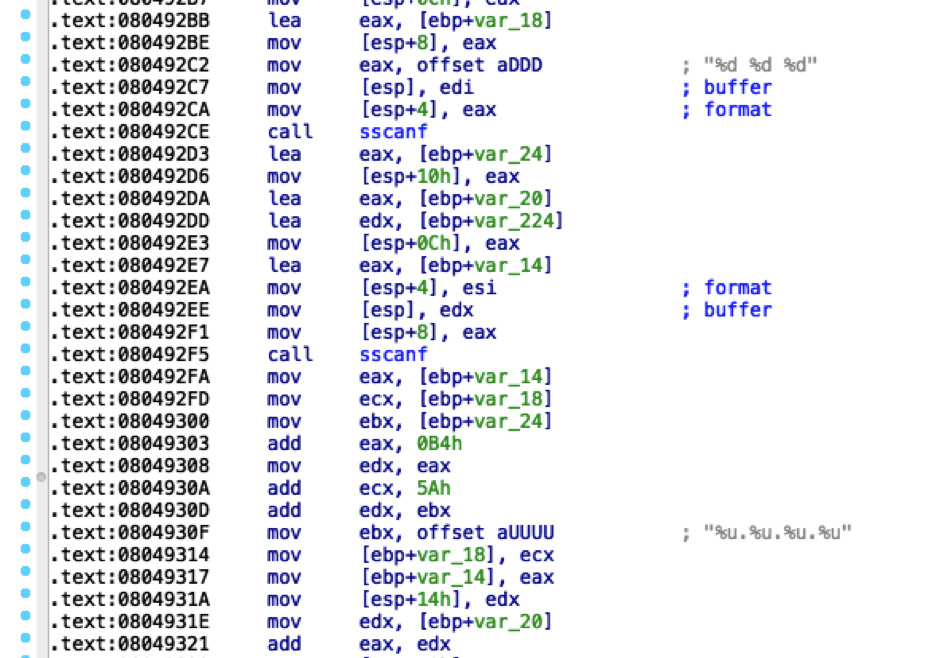 .text:080492B7 mov [esp+0Ch], eax
.text:080492BB lea eax, [ebp+var_18]
.text:080492BE mov [esp+8], eax
.text:080492C2 mov eax, offset aDDD ; "%d %d %d"
.text:080492C7 mov [esp], edi ; buffer
.text:080492CA mov [esp+4], eax ; format
.text:080492CE call sscanf
.text:080492D3 lea eax, [ebp+var_24]
.text:080492D6 mov [esp+10h], eax
.text:080492DA lea eax, [ebp+var_20]
.text:080492DD lea edx, [ebp+var_224]
.text:080492E3 mov [esp+0Ch], eax
.text:080492E7 lea eax, [ebp+var_14]
.text:080492EA mov [esp+4], esi ; format
.text:080492EE mov [esp], edx ; buffer
.text:080492F1 mov [esp+8], eax
.text:080492F5 call sscanf
.text:080492FA mov eax, [ebp+var_14]
.text:080492FD mov ecx, [ebp+var_18]
.text:08049300 mov ebx, [ebp+var_24]
.text:08049303 add eax, 0B4h
.text:08049308 mov edx, eax
.text:0804930A add ecx, 5Ah
.text:0804930D add edx, ebx
.text:0804930F mov ebx, offset aUUUU ; "%u.%u.%u.%u"
.text:08049314 mov [ebp+var_18], ecx
.text:08049317 mov [ebp+var_14], eax
.text:0804931A mov [esp+14h], edx
.text:0804931E mov edx, [ebp+var_20]
.text:08049321 add eax, edx